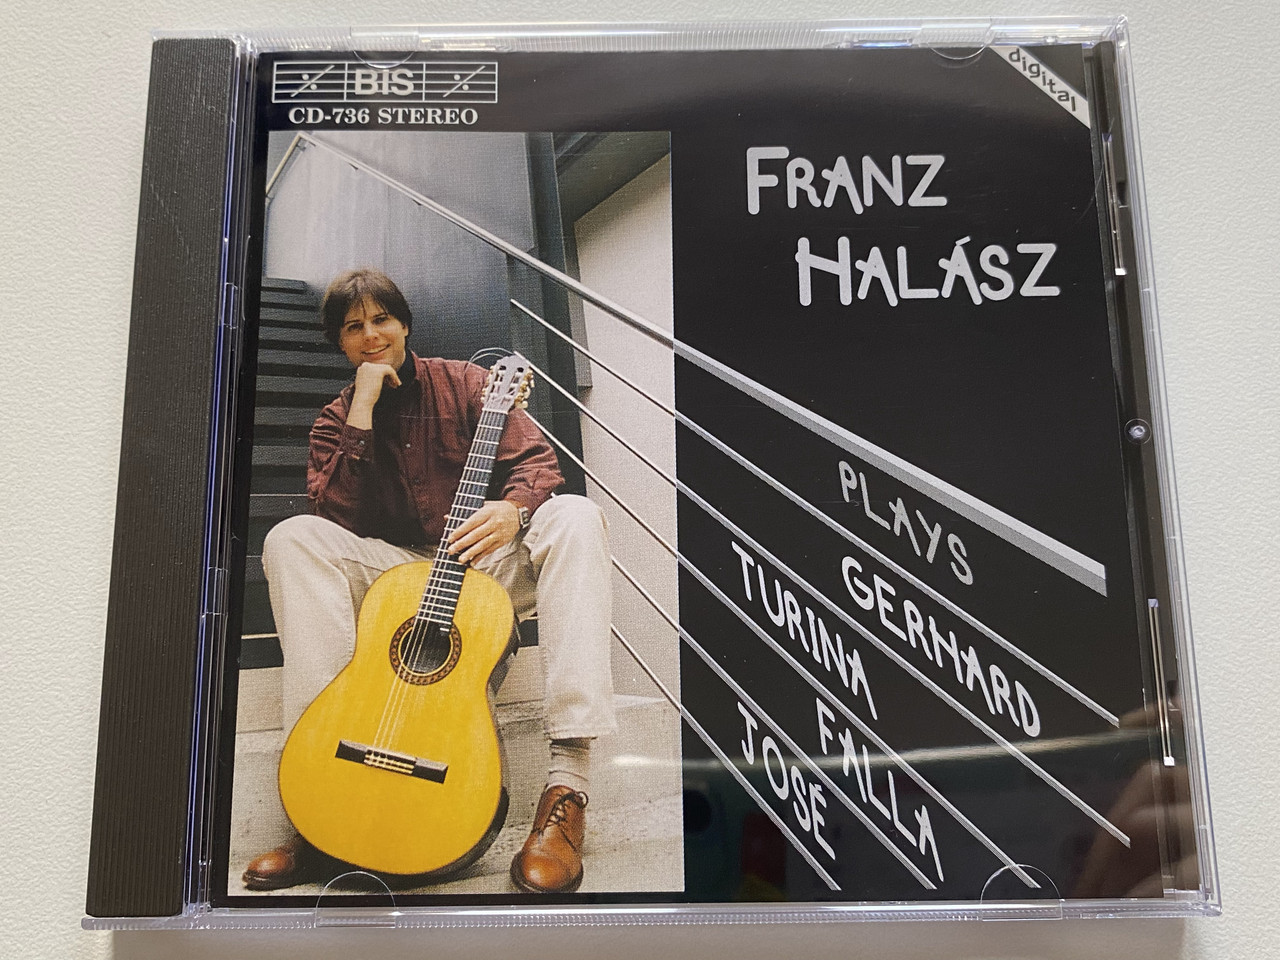 BIS
CD-736 STEREO
digital
FRANZ
HALÁSZ
PLAYS
GERHARD
TURINA
FALLA
JOSÉ